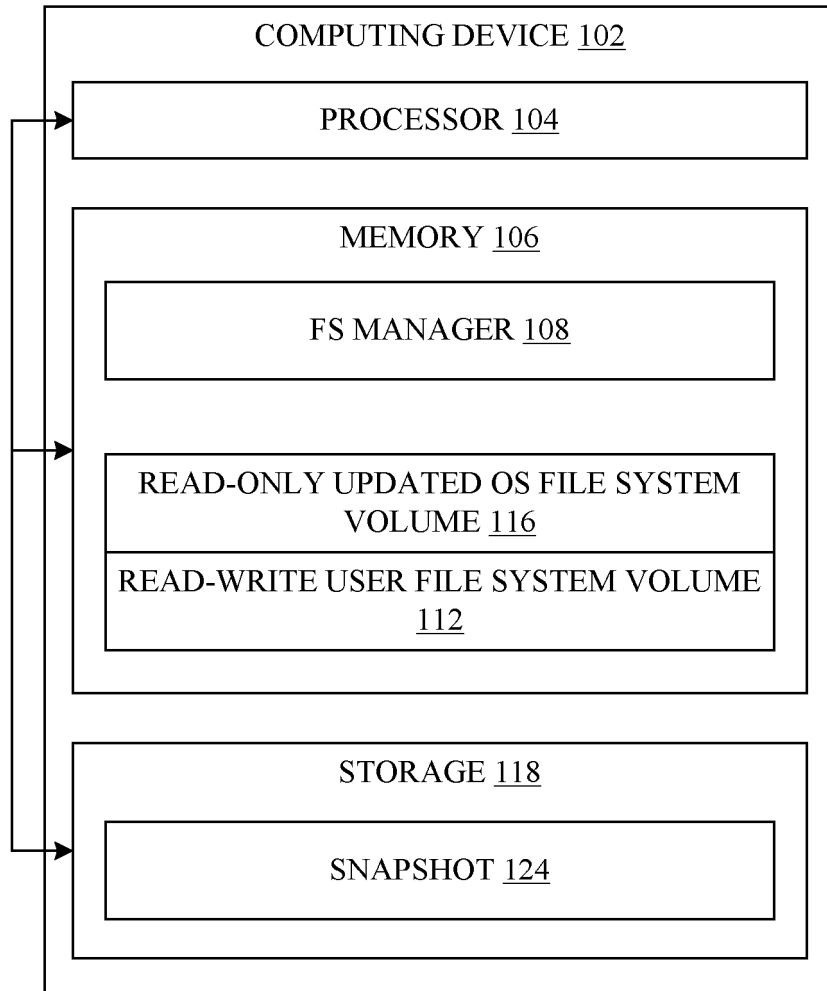 COMPUTING DEVICE 102
PROCESSOR 104
MEMORY 106
FS MANAGER 108
READ-ONLY UPDATED OS FILE SYSTEM
VOLUME 116
READ-WRITE USER FILE SYSTEM VOLUME
112
STORAGE 118
SNAPSHOT 124